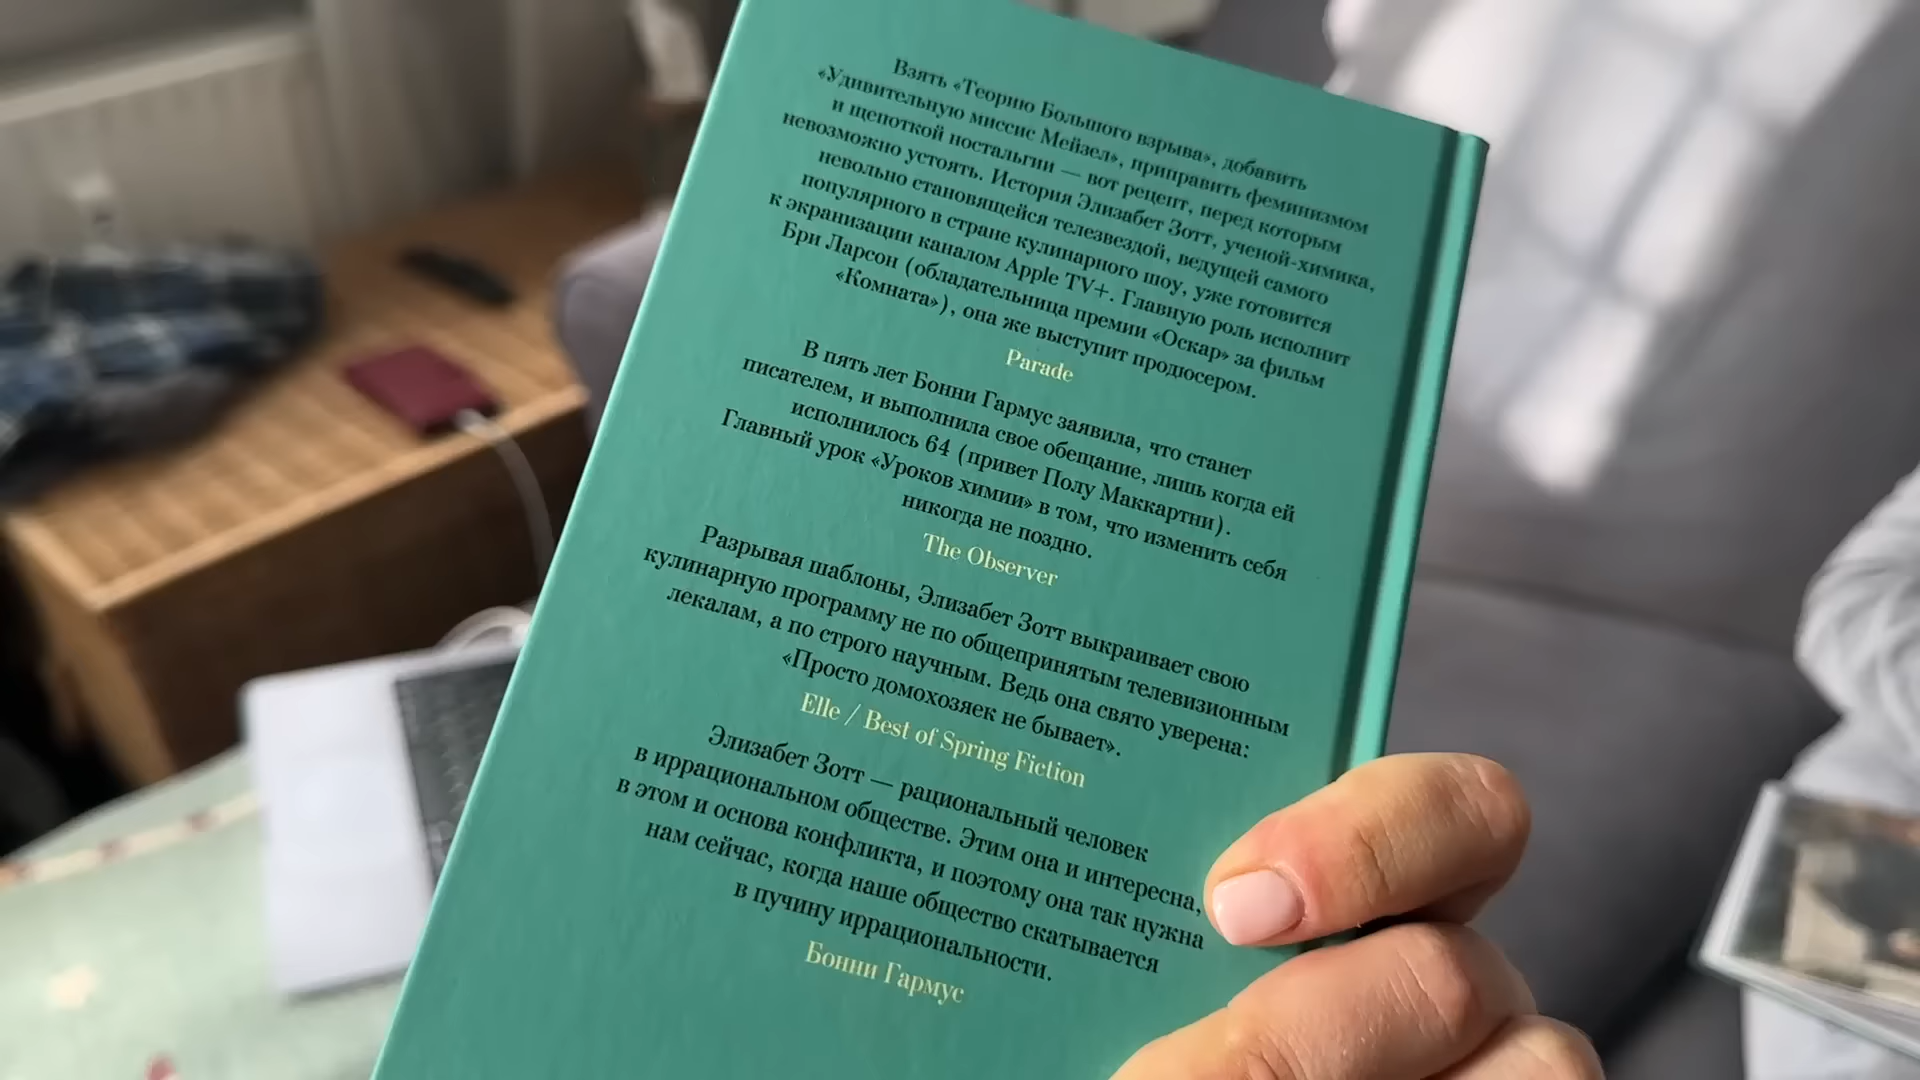 Взять «Теорию Большого взрыва», добавить
«Удивительную миссис Мейзел», приправить феминизмом
и щепоткой ностальгии — вот рецепт, перед которым
невозможно устоять. История Элизабет Зотт, ученой-химика,
невольно становящейся телезвездой, ведущей самого
популярного в стране кулинарного шоу, уже готовится
к экранизации каналом Apple TV+. Главную роль исполнит
Бри Ларсон (обладательница премии «Оскар» за фильм
«Комната»), она же выступит продюсером.
Parade
В пять лет Бонни Гармус заявила, что станет
писателем, и выполнила свое обещание, лишь когда ей
исполнилось 64 (привет Полу Маккартни).
Главный урок «Уроков химии» в том, что изменить себя
никогда не поздно.
The Observer
Разрывая шаблоны, Элизабет Зотт выкраивает свою
кулинарную программу не по общепринятым телевизионным
лекалам, а по строго научным. Ведь она свято уверена:
«Просто домохозяек не бывает».
Elle / Best of Spring Fiction
Элизабет Зотт — рациональный человек
в иррациональном обществе. Этим она и интересна,
в этом и основа конфликта, и поэтому она так нужна
нам сейчас, когда наше общество скатывается
в пучину иррациональности.
Бонни Гармус